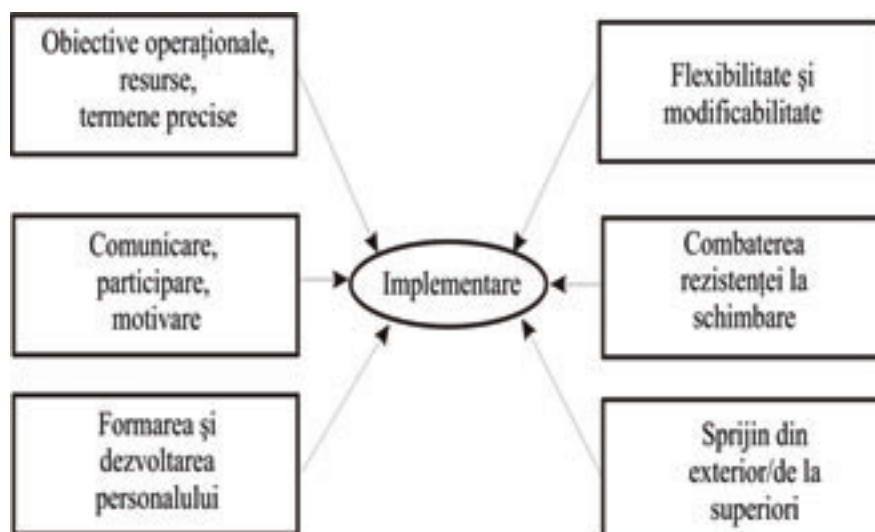 Obiective operaționale,
resurse,
termene precise
Flexibilitate și
modificabilitate
Comunicare,
participare,
motivare
Implementare
Combaterea
rezistenței la
schimbare
Formarea și
dezvoltarea
personalului
Sprijin din
exterior/de la
superiori